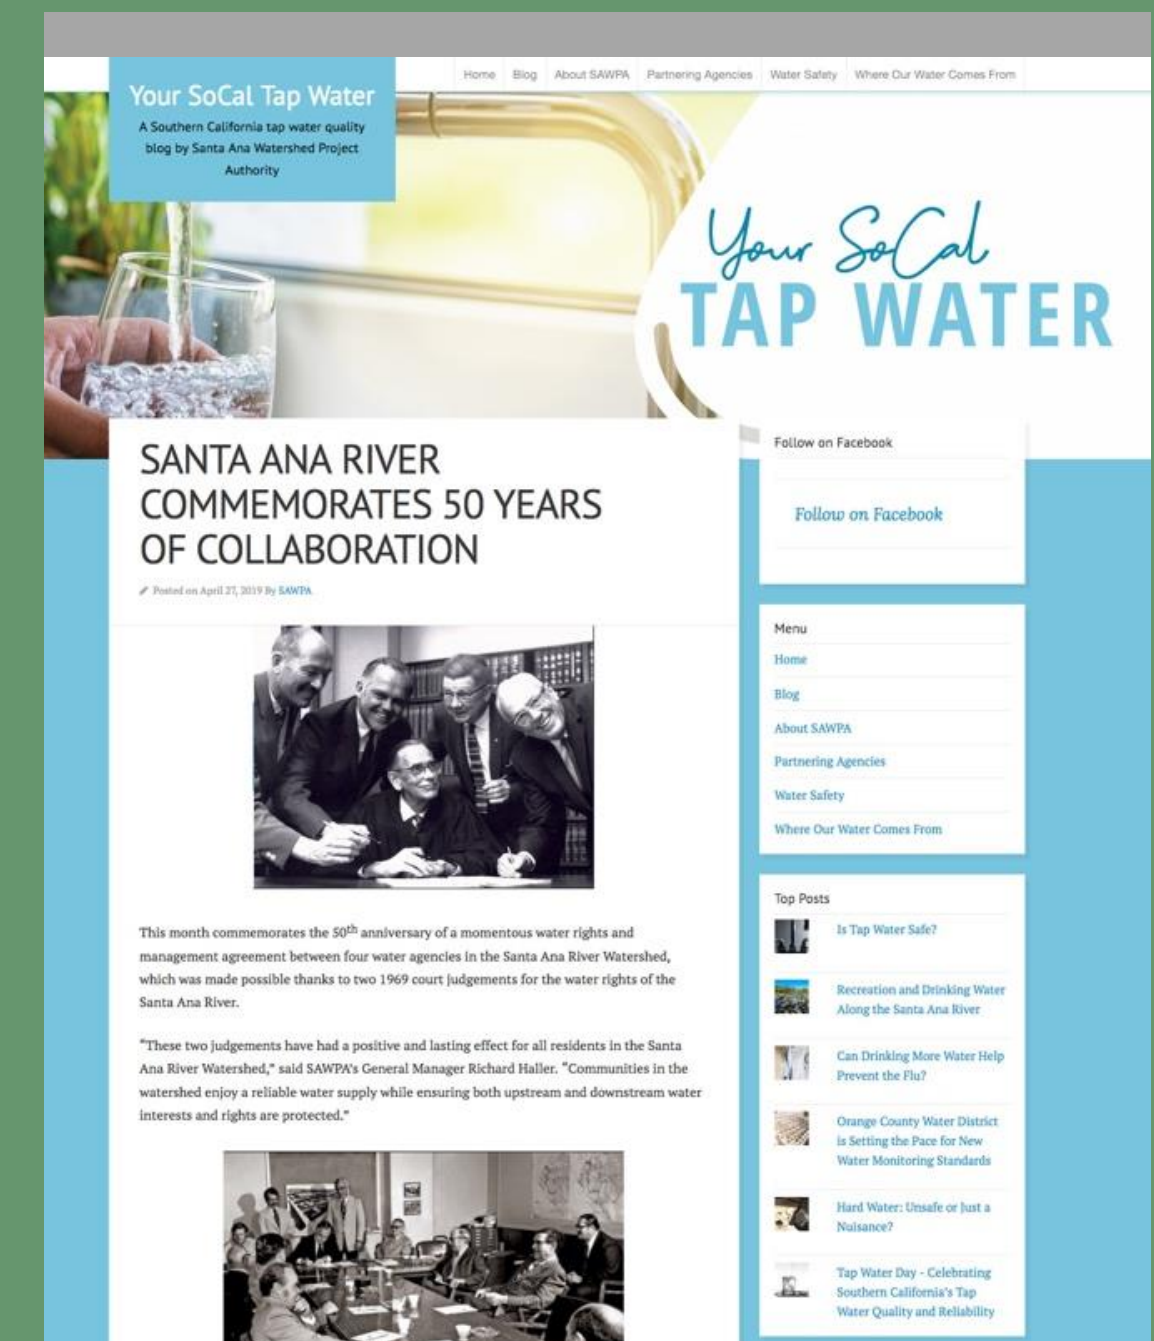 Home Blog About SAWPA Partnering Agencies Water Safety Where Our Water Comes From
Your SoCal Tap Water
A Southern California tap water quality
blog by Santa Ana Watershed Project
Authority
Your SoCal
TAP WATER
SANTA ANA RIVER
COMMEMORATES 50 YEARS
OF COLLABORATION
Posted on April 27, 2019 By SAWPA
This month commemorates the 50th anniversary of a momentous water rights and
management agreement between four water agencies in the Santa Ana River Watershed,
which was made possible thanks to two 1969 court judgements for the water rights of the
Santa Ana River.
"These two judgements have had a positive and lasting effect for all residents in the Santa
Ana River Watershed," said SAWPA's General Manager Richard Haller. "Communities in the
watershed enjoy a reliable water supply while ensuring both upstream and downstream water
interests and rights are protected."
Follow on Facebook
Follow on Facebook
Menu
Home
Blog
About SAWPA
Partnering Agencies
Water Safety
Where Our Water Comes From
Top Posts
Is Tap Water Safe?
Recreation and Drinking Water
Along the Santa Ana River
Can Drinking More Water Help
Prevent the Flu?
Orange County Water District
is Setting the Pace for New
Water Monitoring Standards
Hard Water: Unsafe or Just a
Nuisance?
Tap Water Day - Celebrating
Southern California's Tap
Water Quality and Reliability